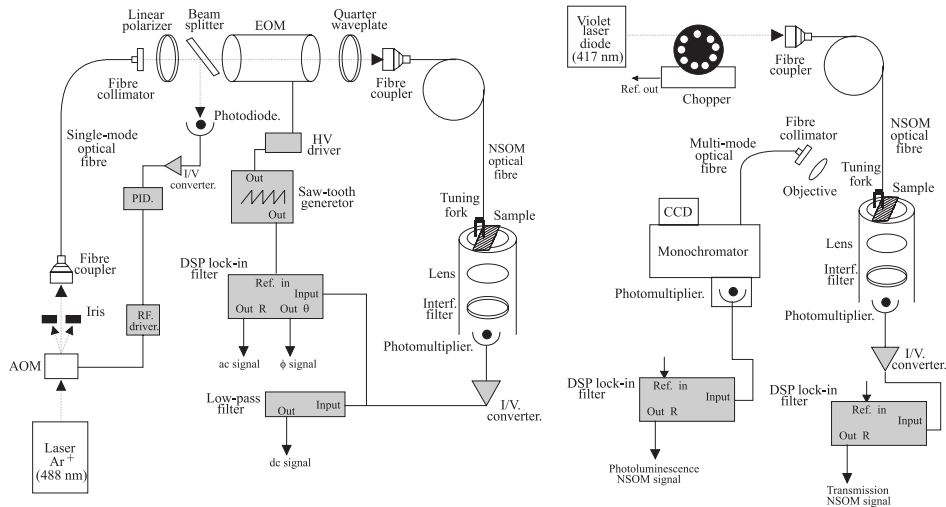 Linear
polarizer
Beam
splitter
EOM
Quarter
waveplate
Fibre
collimator
Fibre
coupler
Photodiode.
Single-mode
optical
fibre
I/V
converter.
HV
driver
Out
Saw-tooth
generetor
Out
PID.
NSOM
optical
fibre
Tuning
fork
Sample
Fibre
coupler
Iris
RF.
driver.
AOM
Laser
Ar+
(488 nm)
DSP lock-in
filter
Ref. in
Input
Out R
Out θ
ac signal
ϕ signal
Lens
Interf.
filter
Photomultiplier.
Low-pass
filter
Input
Out
dc signal
I/V.
converter.
Violet
laser
diode
(417 nm)
Ref. out
Chopper
Fibre
coupler
Fibre
collimator
Multi-mode
optical
fibre
Objective
NSOM
optical
fibre
Tuning
fork
Sample
CCD
Monochromator
Lens
Interf.
filter
Photomultiplier.
Photomultiplier.
I/V.
converter.
DSP lock-in
filter
Ref. in
Input
Out R
Photoluminescence
NSOM signal
DSP lock-in
filter
Ref. in
Input
Out R
Transmission
NSOM signal